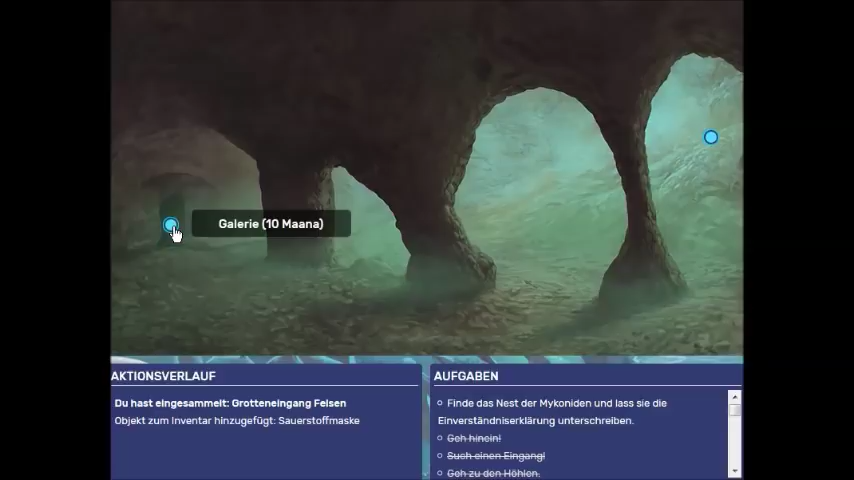 Galerie (10 Maana)
AKTIONSVERLAUF
Du hast eingesammelt: Grotteneingang Felsen
Objekt zum Inventar hinzugefügt: Sauerstoffmaske
AUFGABEN
Finde das Nest der Mykoniden und lass sie die
Einverständniserklärung unterschreiben.
Geh hinein!
Such einen Eingang!
Geh zu den Höhlen.